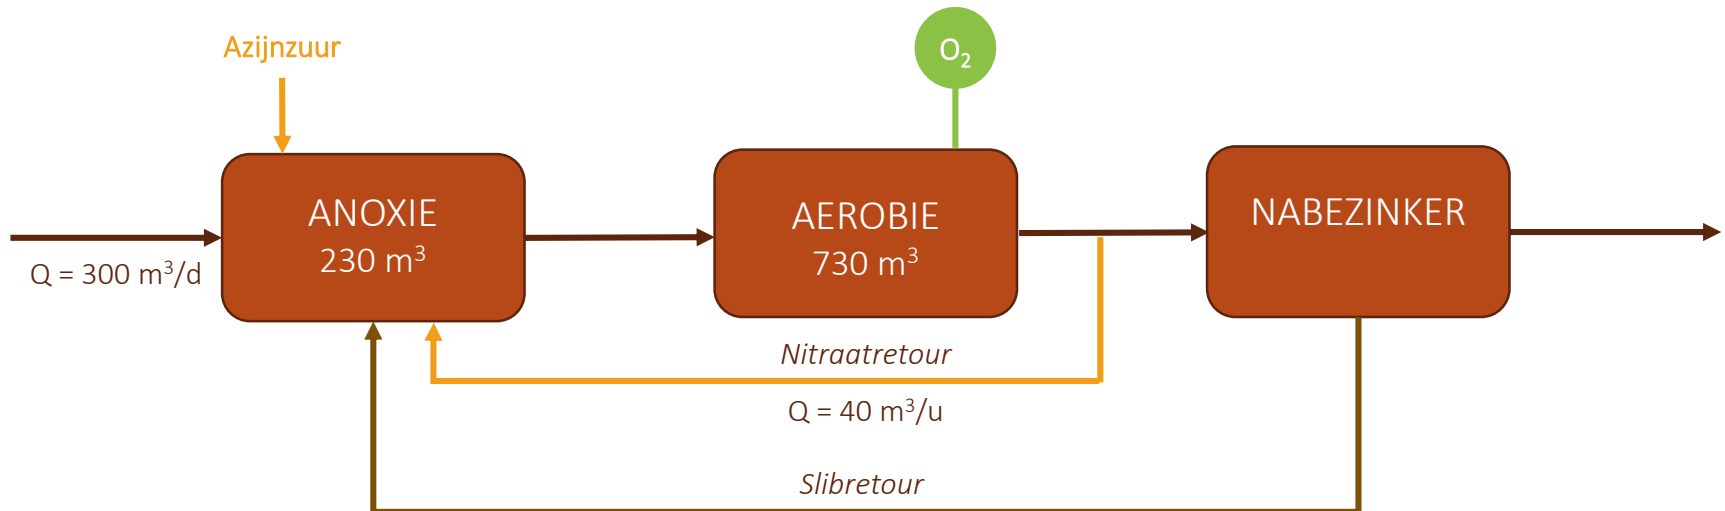 Azijnzuur
O₂
ANOXIE
230 m³
AEROBIE
730 m³
NABEZINKER
Q = 300 m³/d
Nitraatretour
Q = 40 m³/u
Slibretour